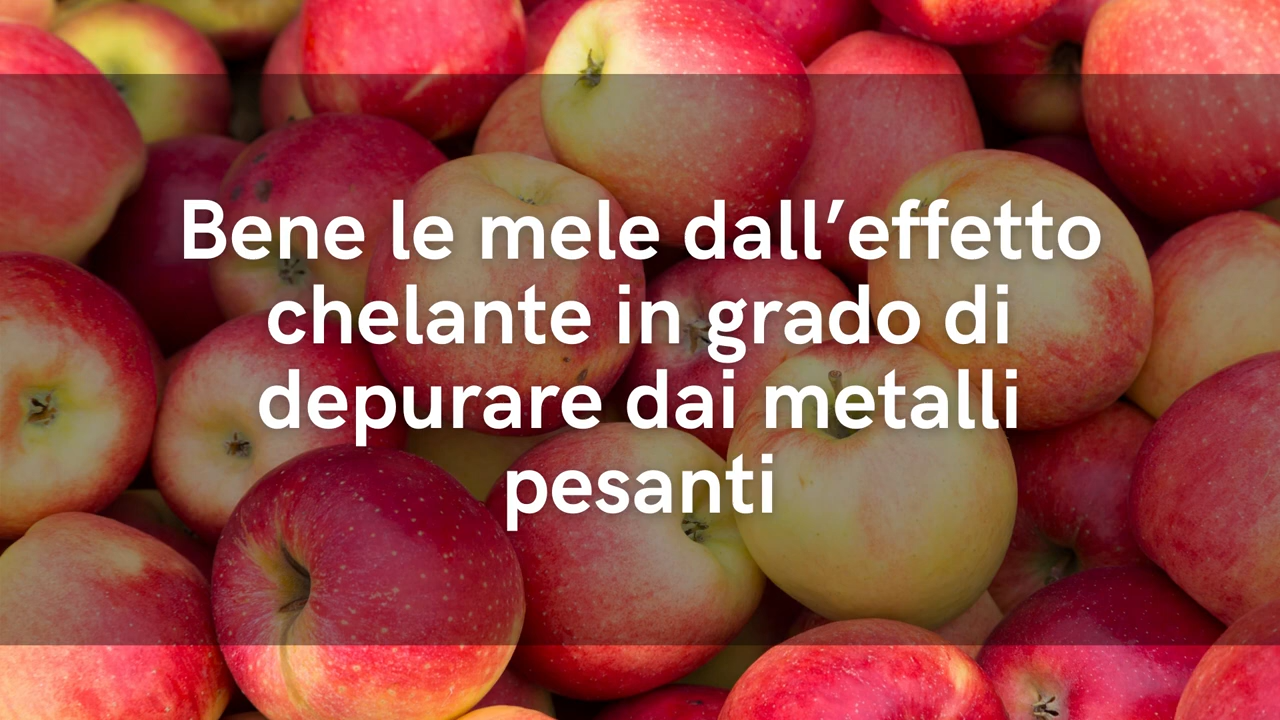 Bene le mele dall’effetto
chelante in grado di
depurare dai metalli
pesanti